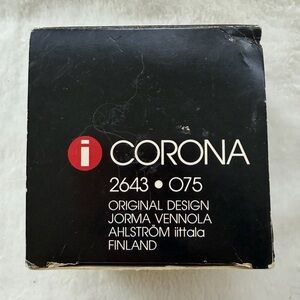 i CORONA
2643 • 075
ORIGINAL DESIGN
JORMA VENNOLA
AHLSTRÖM iittala
FINLAND